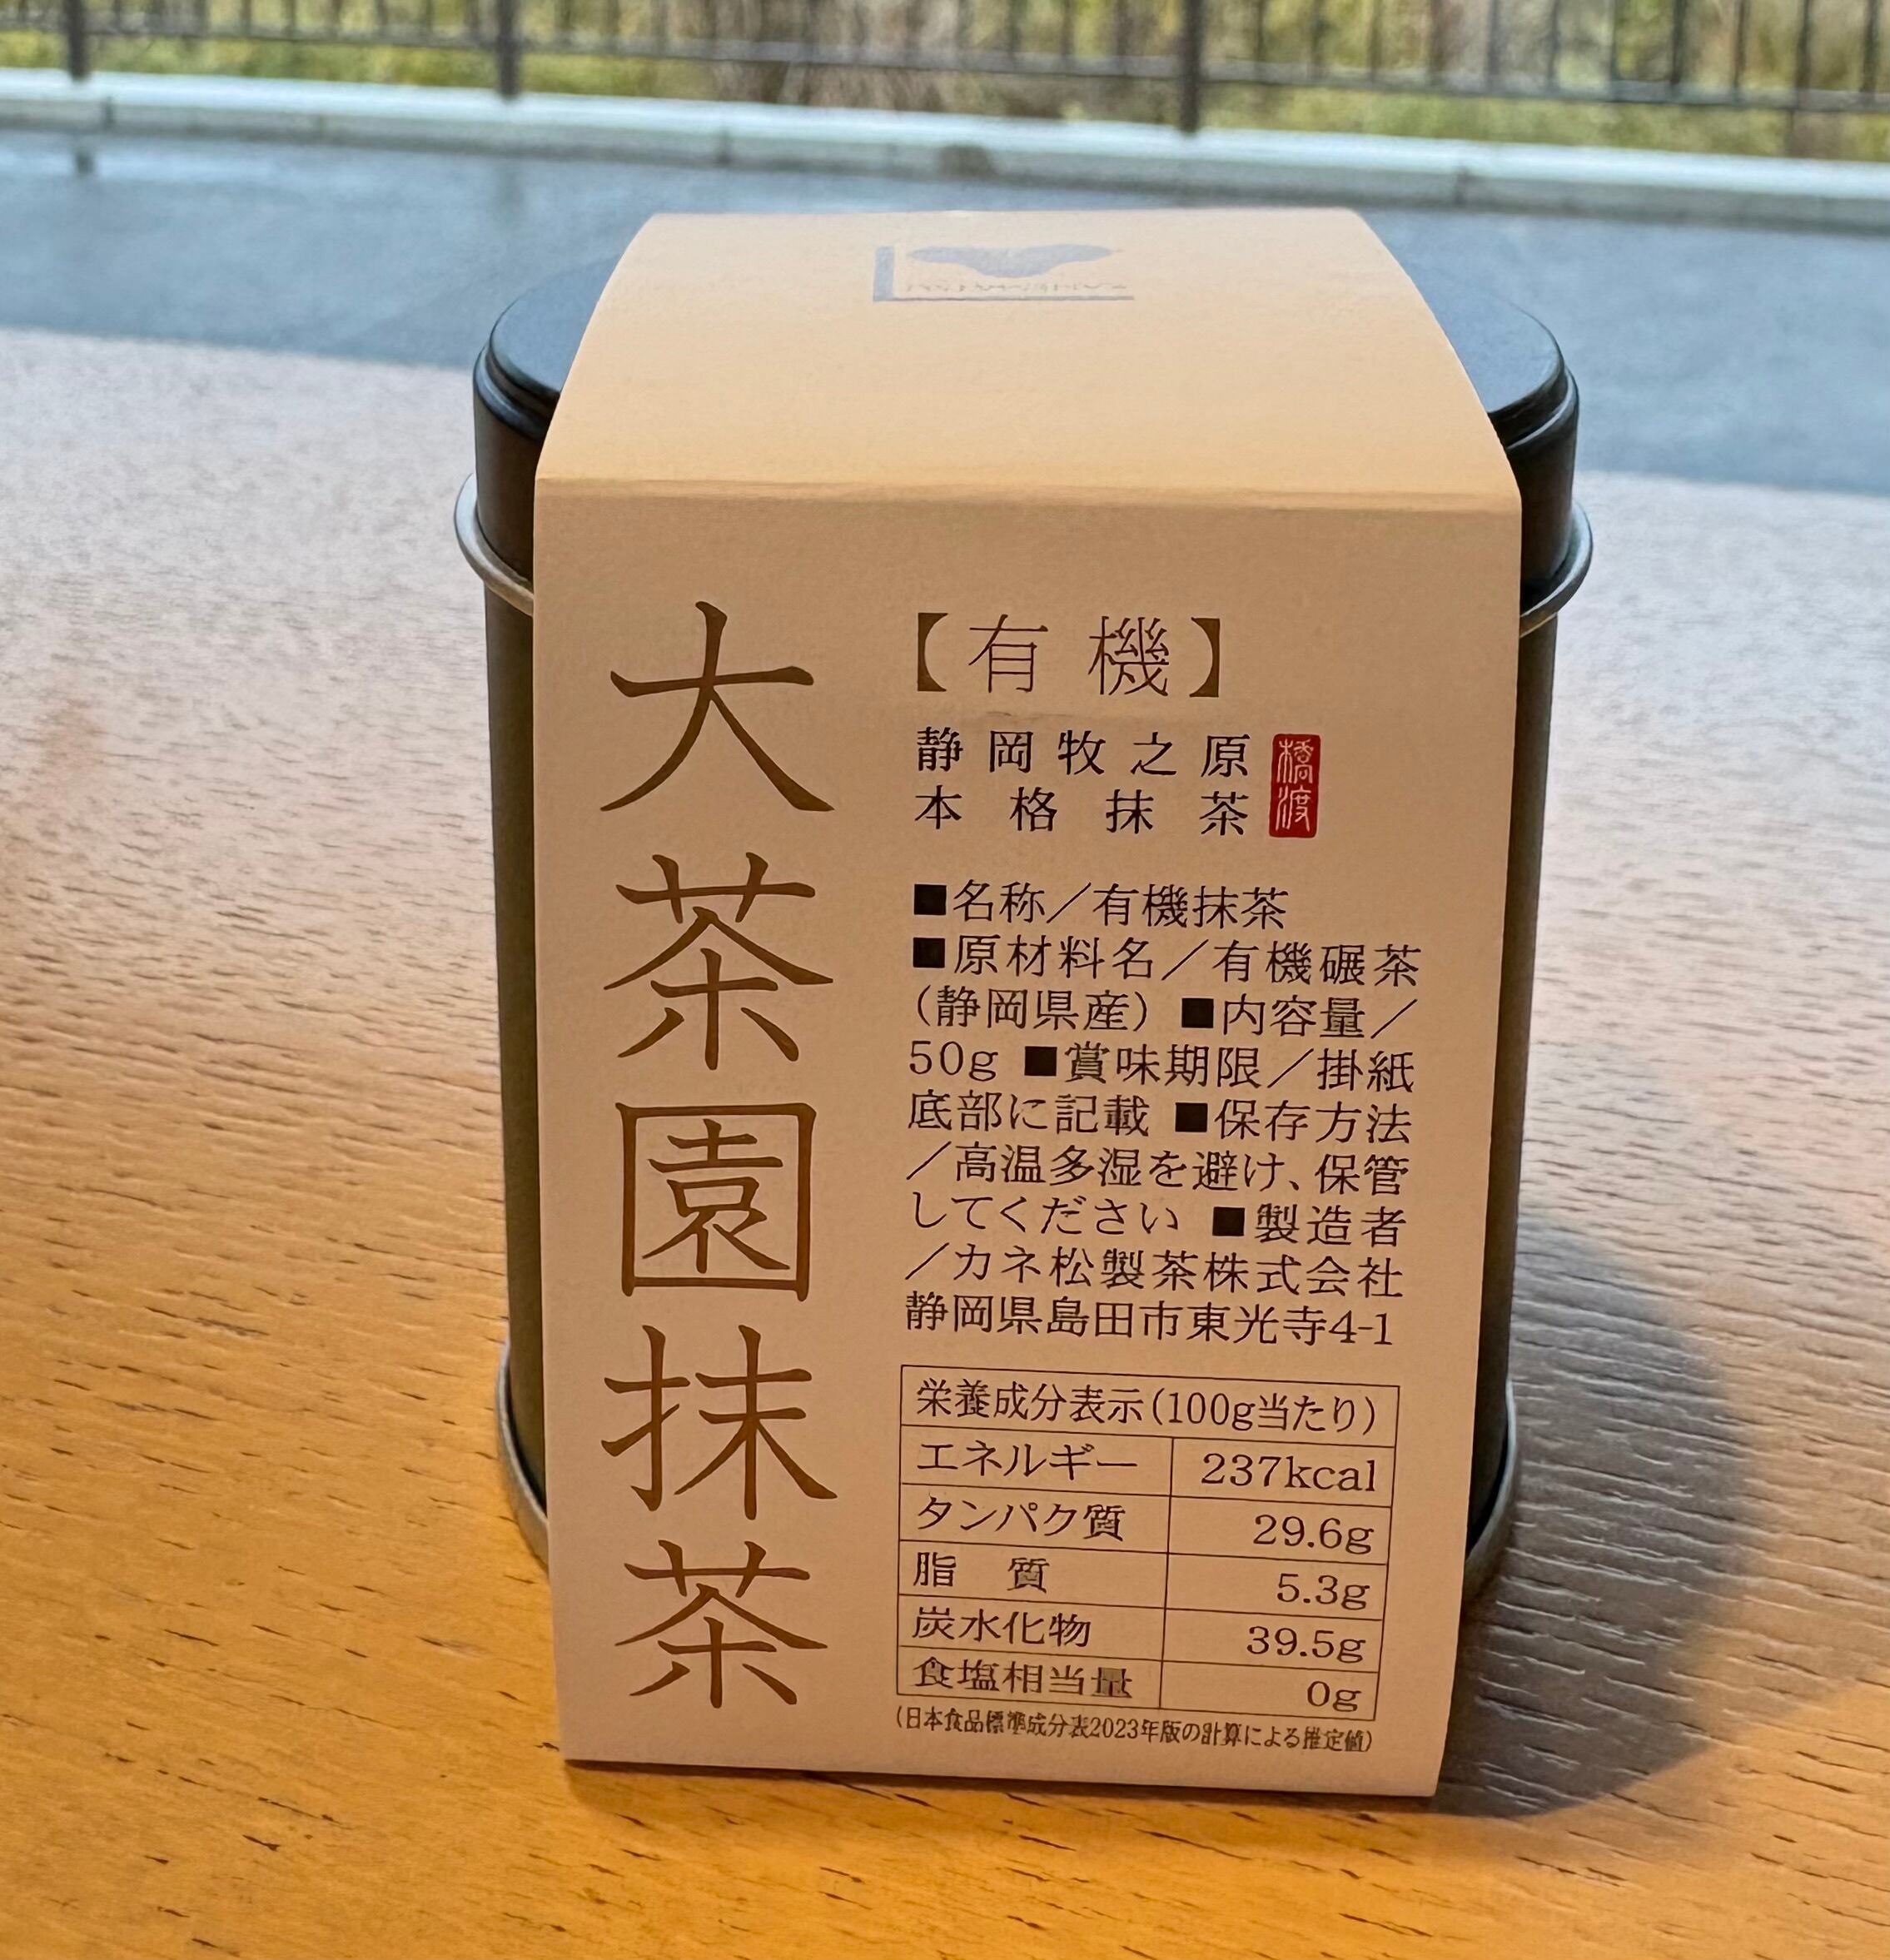 大茶園抹茶
【有機】
静岡牧之原
本格抹茶
橋渡
■名称／有機抹茶
■原材料名／有機碾茶
（静岡県産） ■内容量／
50g ■賞味期限／掛紙
底部に記載 ■保存方法
／高温多湿を避け、保管
してください ■製造者
／カネ松製茶株式会社
静岡県島田市東光寺4-1
栄養成分表示（100g当たり）
エネルギー 237kcal
タンパク質 29.6g
脂 質 5.3g
炭水化物 39.5g
食塩相当量 0g
（日本食品標準成分表2023年版の計算による推定値）